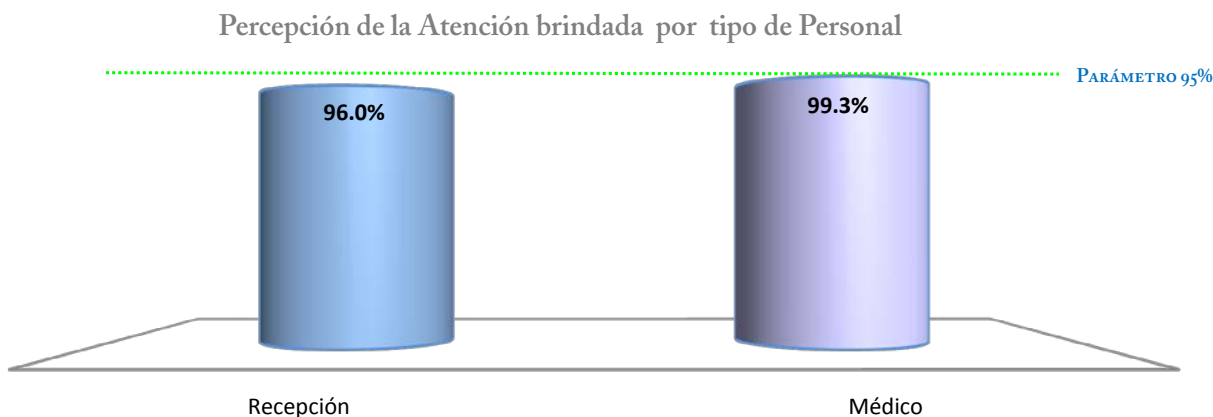 Percepción de la Atención brindada por tipo de Personal
PARÁMETRO 95%
96.0%
99.3%
Recepción
Médico